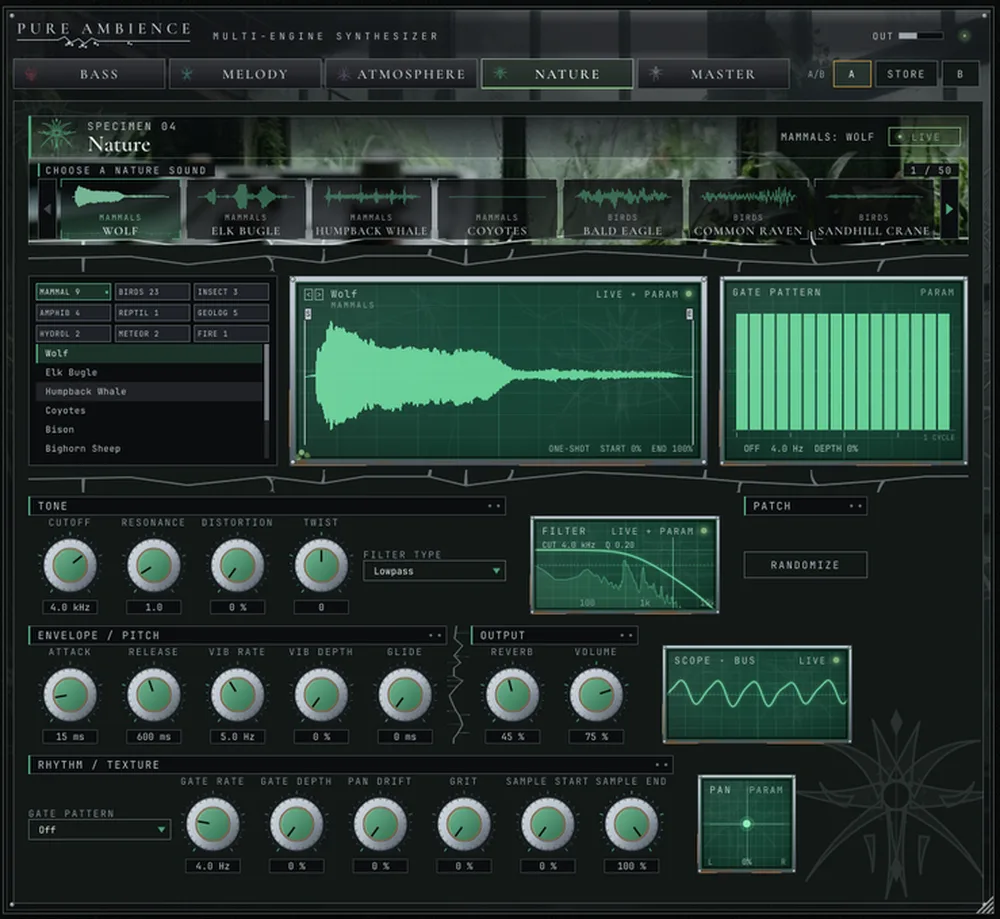 PURE AMBIENCE
MULTI-ENGINE SYNTHESIZER
OUT
BASS
MELODY
ATMOSPHERE
NATURE
MASTER
A/B
A
STORE
B
SPECIMEN 04
Nature
MAMMALS: WOLF
LIVE
CHOOSE A NATURE SOUND
1 / 50
MAMMALS
WOLF
MAMMALS
ELK BUGLE
MAMMALS
HUMPBACK WHALE
MAMMALS
COYOTES
BIRDS
BALD EAGLE
BIRDS
COMMON RAVEN
BIRDS
SANDHILL CRANE
MAMMAL 9
BIRDS 23
INSECT 3
AMPHIB 4
REPTIL 1
GEOLOG 5
HYDROL 2
METEOR 2
FIRE 1
Wolf
Elk Bugle
Humpback Whale
Coyotes
Bison
Bighorn Sheep
< > Wolf
MAMMALS
LIVE + PARAM
S
E
ONE-SHOT START 0% END 100%
GATE PATTERN
PARAM
1 CYCLE
OFF 4.0 Hz DEPTH 0%
TONE
CUTOFF
RESONANCE
DISTORTION
TWIST
FILTER TYPE
Lowpass
4.0 kHz
1.0
0 %
0
FILTER
LIVE + PARAM
CUT 4.0 kHz Q 0.20
100
1k
PATCH
RANDOMIZE
ENVELOPE / PITCH
ATTACK
RELEASE
VIB RATE
VIB DEPTH
GLIDE
15 ms
600 ms
5.0 Hz
0 %
0 ms
OUTPUT
REVERB
VOLUME
45 %
75 %
SCOPE · BUS
LIVE
RHYTHM / TEXTURE
GATE PATTERN
Off
GATE RATE
GATE DEPTH
PAN DRIFT
GRIT
SAMPLE START
SAMPLE END
4.0 Hz
0 %
0 %
0 %
0 %
100 %
PAN
PARAM
L
0%
R